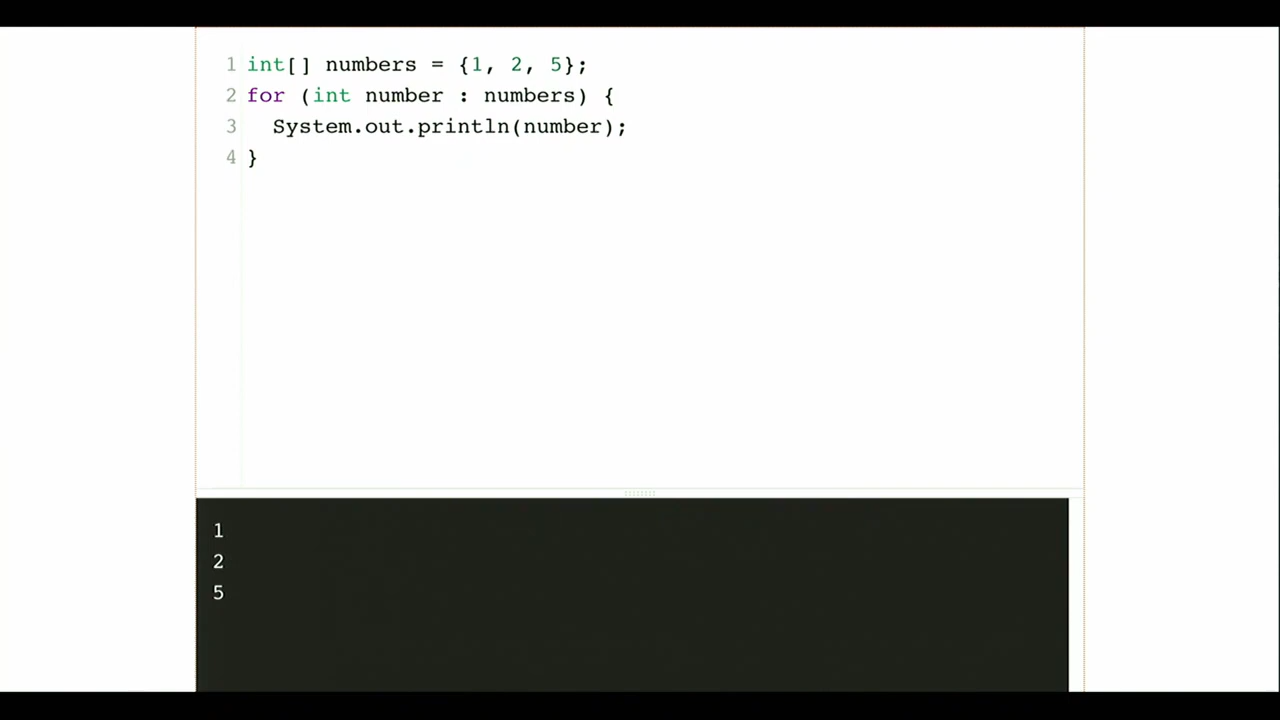 1 int[] numbers = {1, 2, 5};
2 for (int number : numbers) {
3   System.out.println(number);
4 }
1
2
5